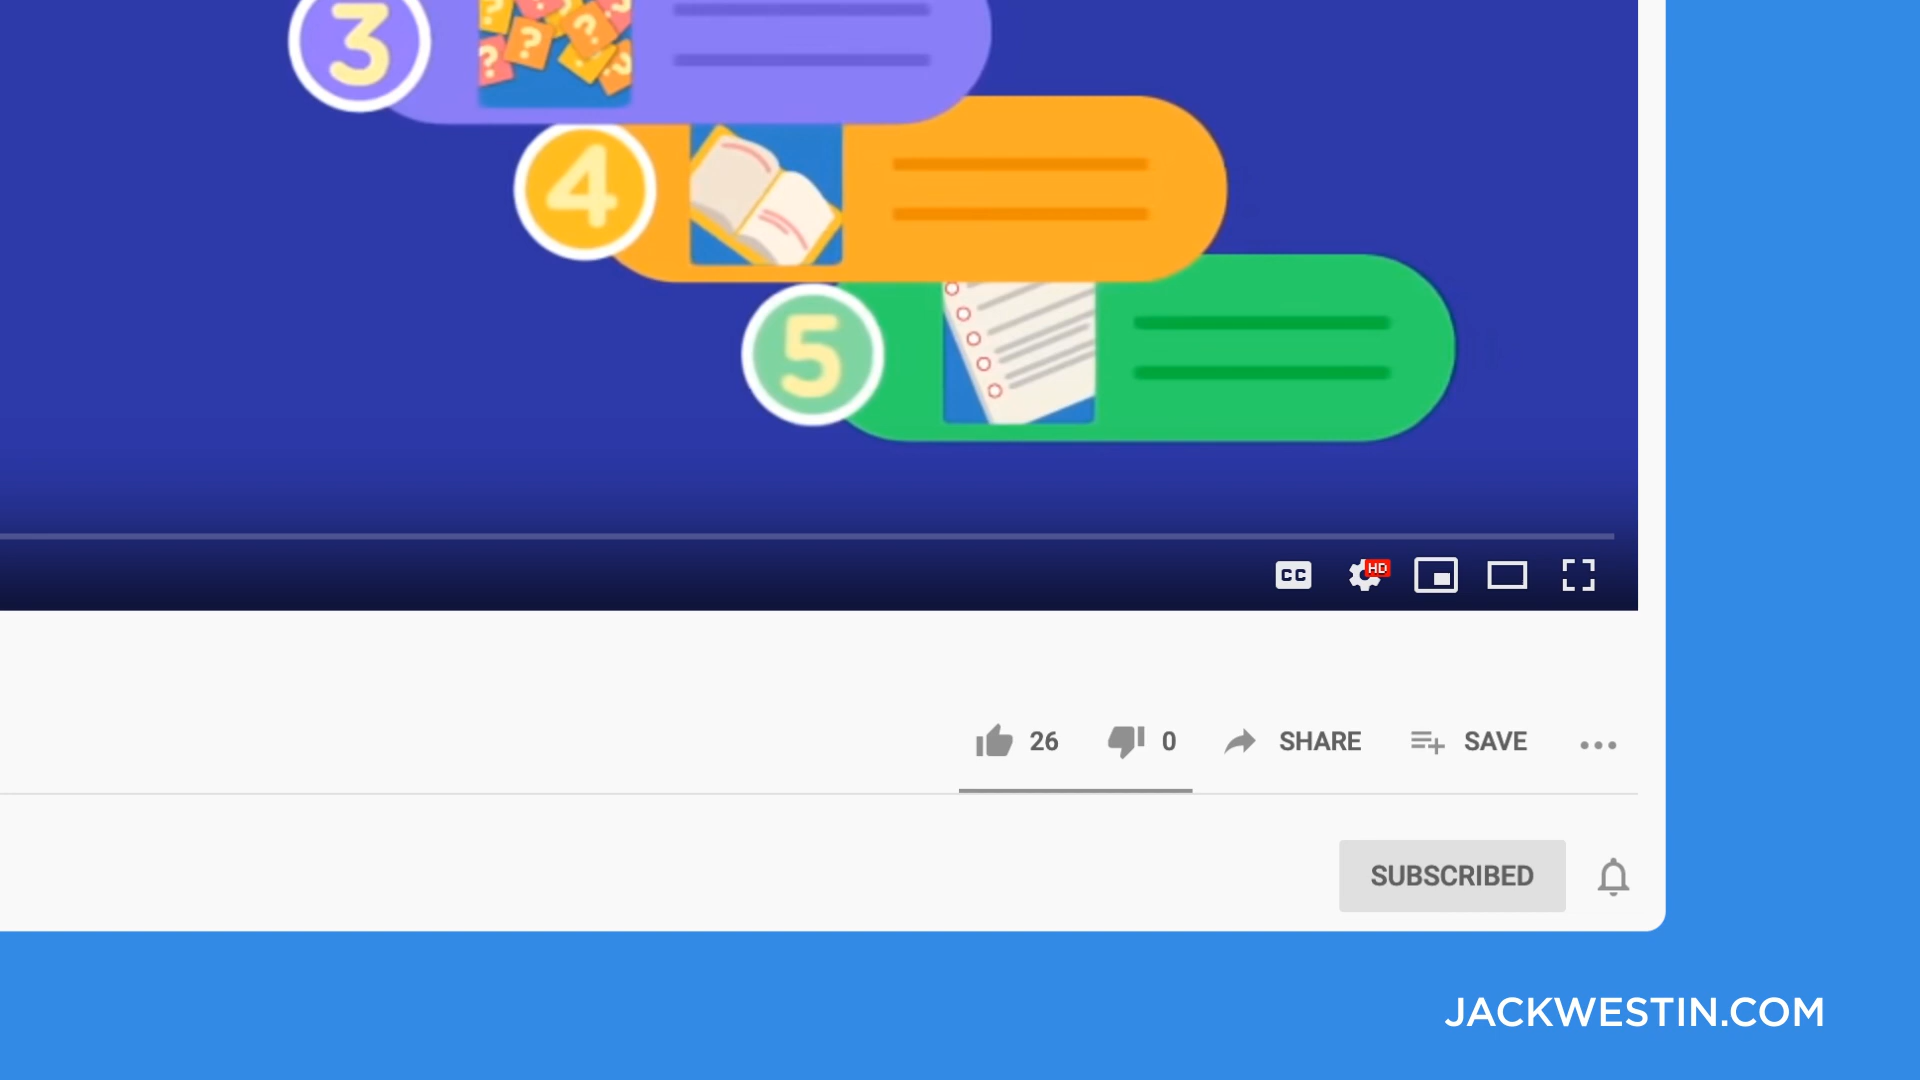 3
? ? ? ? ? ? ?
4
5
CC HD
26 0 SHARE SAVE
SUBSCRIBED
JACKWESTIN.COM